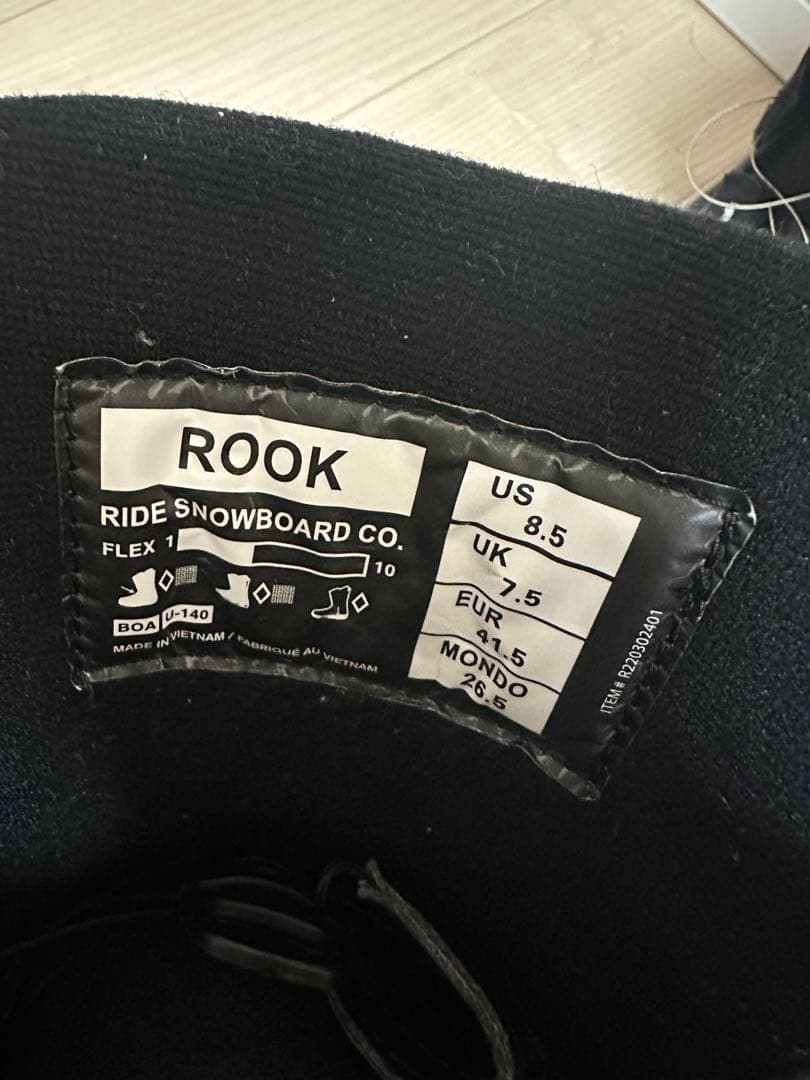 ROOK
RIDE SNOWBOARD CO.
FLEX 1 10
BOA U-140
MADE IN VIETNAM / FABRIQUÉ AU VIETNAM
US
8.5
UK
7.5
EUR
41.5
MONDO
26.5
ITEM# R220302401